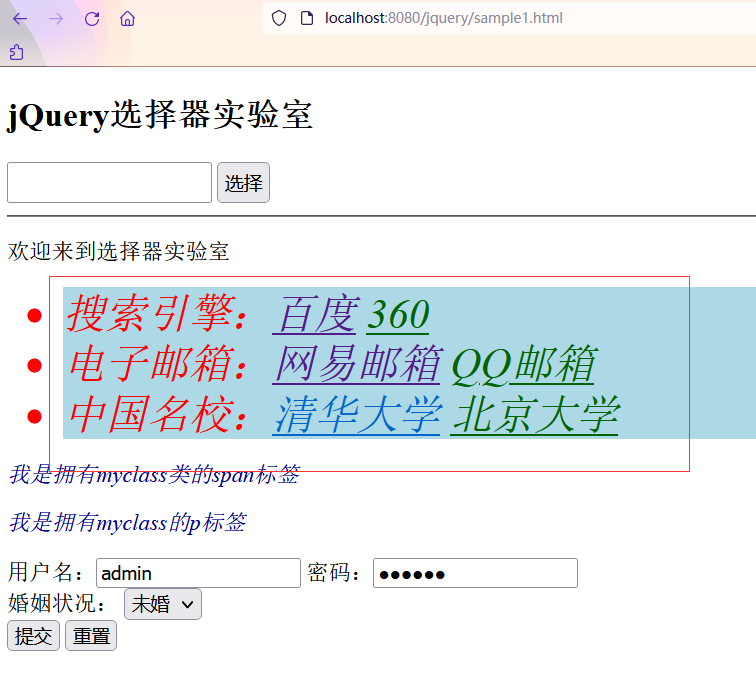 localhost:8080/jquery/sample1.html
jQuery选择器实验室
选择
欢迎来到选择器实验室
搜索引擎： 百度 360
电子邮箱： 网易邮箱 QQ邮箱
中国名校： 清华大学 北京大学
我是拥有myclass类的span标签
我是拥有myclass的p标签
用户名： admin 密码： ●●●●●●
婚姻状况： 未婚
提交 重置